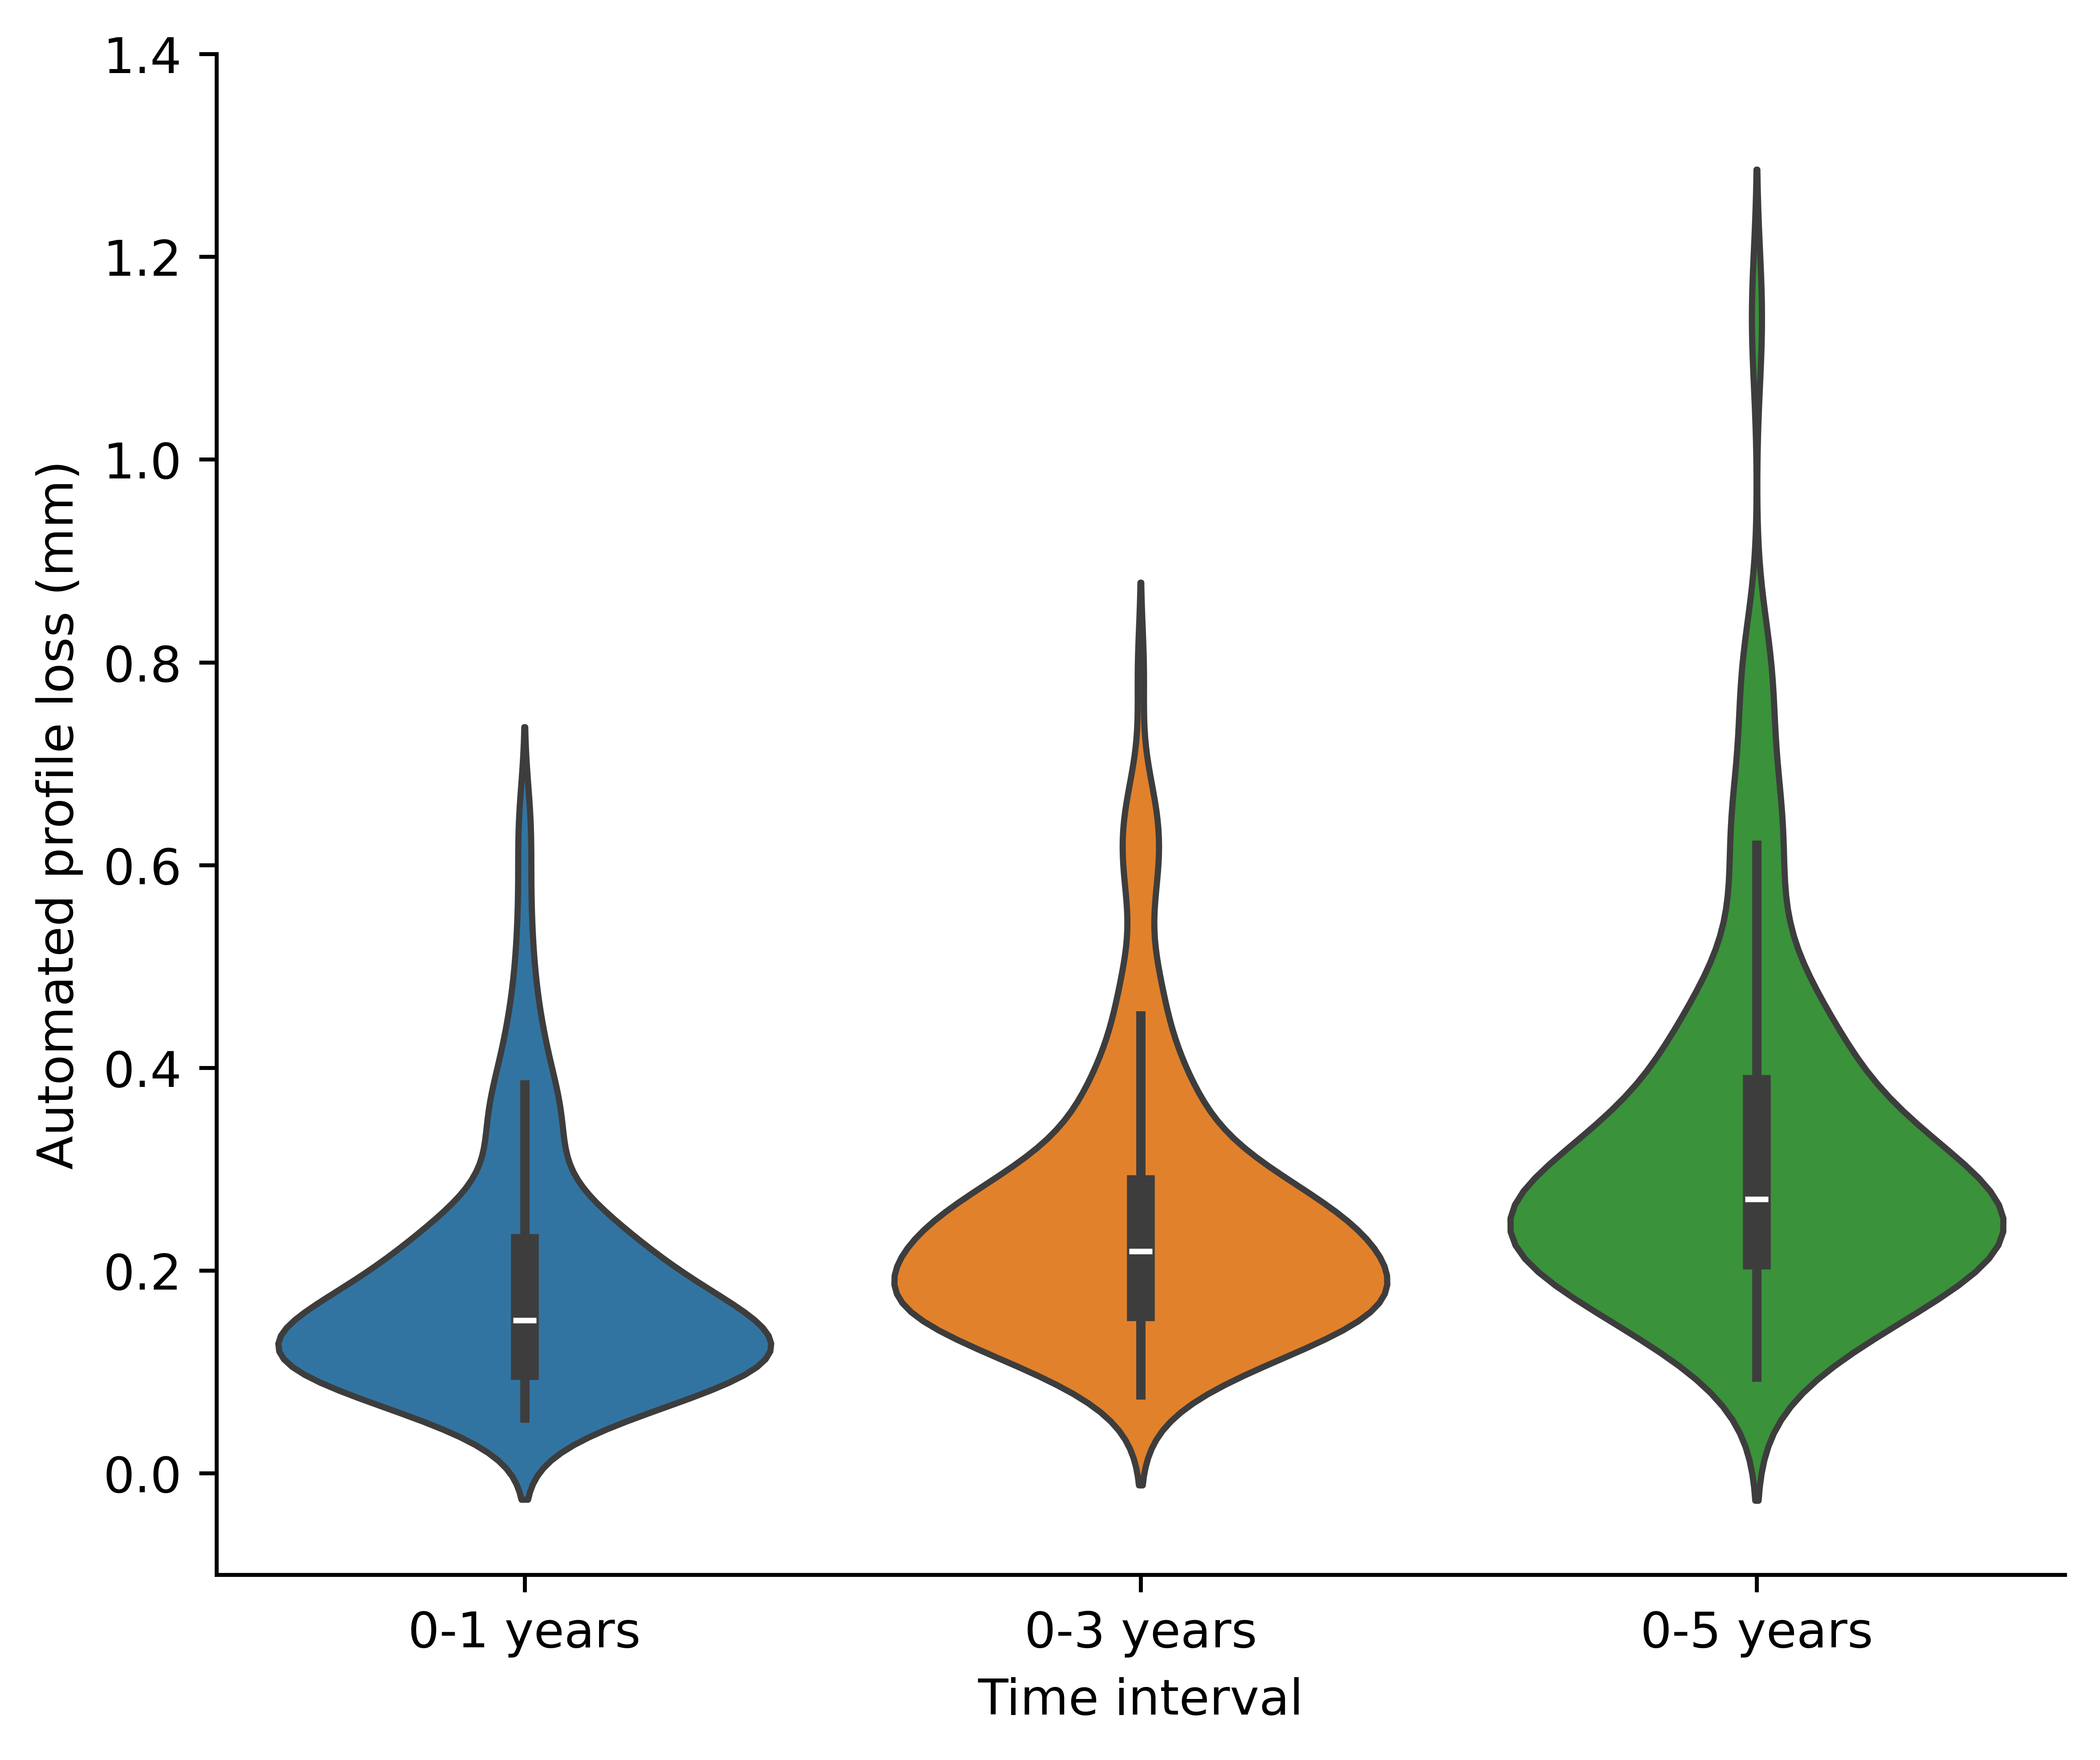 1.4
1.2
1.0
0.8
0.6
0.4
0.2
0.0
Automated profile loss (mm)
0-1 years
0-3 years
0-5 years
Time interval